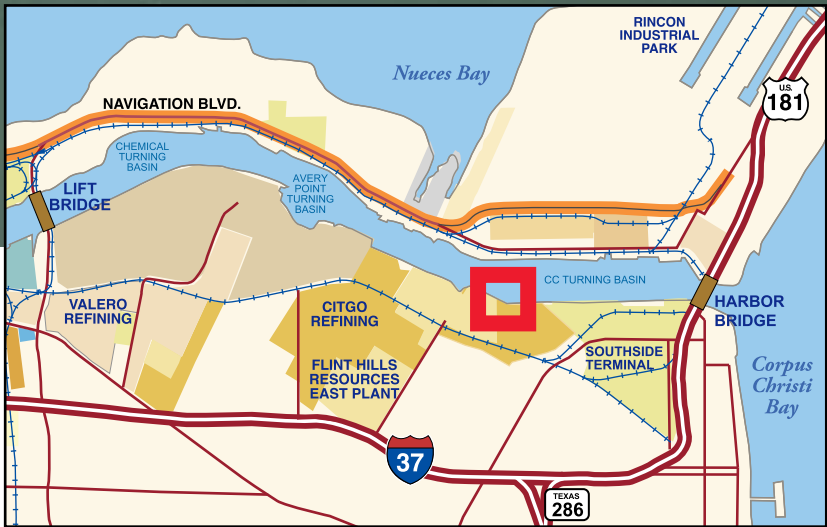 RINCON
INDUSTRIAL
PARK
Nueces Bay
U.S.
181
NAVIGATION BLVD.
CHEMICAL
TURNING
BASIN
AVERY
POINT
TURNING
BASIN
LIFT
BRIDGE
CC TURNING BASIN
VALERO
REFINING
CITGO
REFINING
HARBOR
BRIDGE
FLINT HILLS
RESOURCES
EAST PLANT
SOUTHSIDE
TERMINAL
Corpus
Christi
Bay
37
TEXAS
286